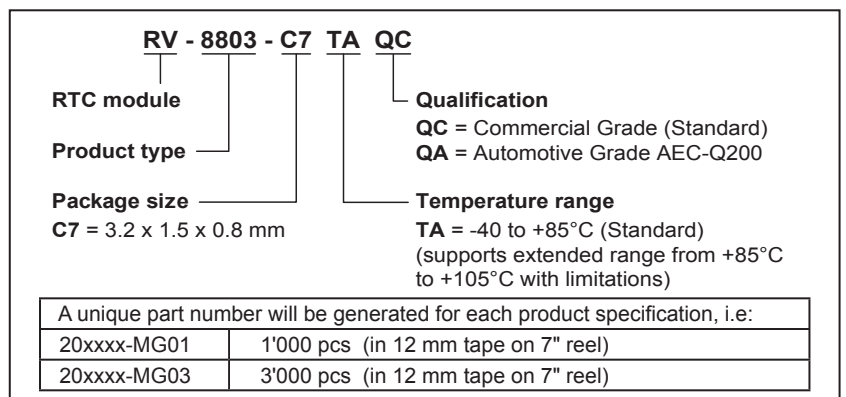 RV - 8803 - C7 TA QC
RTC module
Product type
Package size
C7 = 3.2 x 1.5 x 0.8 mm
Qualification
QC = Commercial Grade (Standard)
QA = Automotive Grade AEC-Q200
Temperature range
TA = -40 to +85°C (Standard)
(supports extended range from +85°C
to +105°C with limitations)
A unique part number will be generated for each product specification, i.e:
20xxxx-MG01 1'000 pcs (in 12 mm tape on 7" reel)
20xxxx-MG03 3'000 pcs (in 12 mm tape on 7" reel)